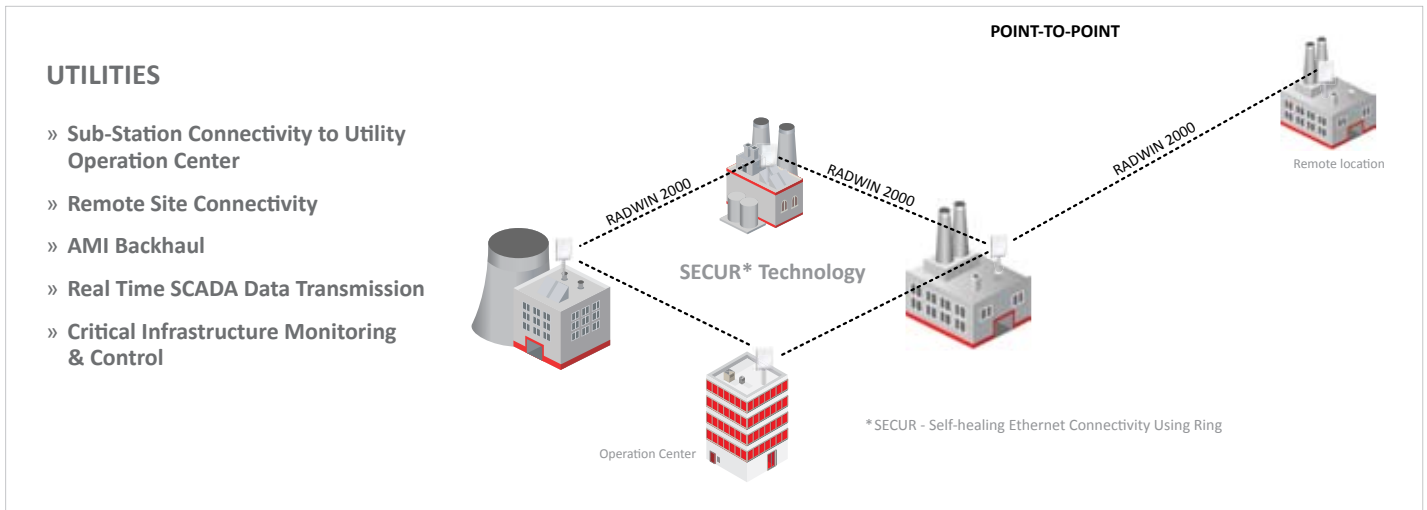 POINT-TO-POINT
UTILITIES
» Sub-Station Connectivity to Utility
Operation Center
» Remote Site Connectivity
» AMI Backhaul
» Real Time SCADA Data Transmission
» Critical Infrastructure Monitoring
& Control
RADWIN 2000
RADWIN 2000
RADWIN 2000
Remote location
SECUR* Technology
Operation Center
*SECUR - Self-healing Ethernet Connectivity Using Ring